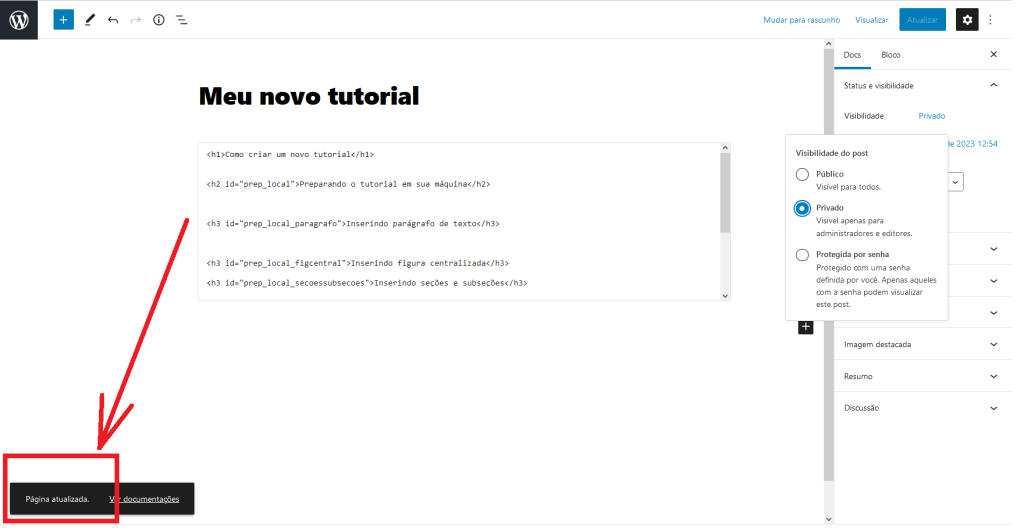 Mudar para rascunho Visualizar Atualizar
Docs Bloco
Meu novo tutorial
Status e visibilidade
Visibilidade Privado
de 2023 12:54
<h1>Como criar um novo tutorial</h1>
<h2 id="prep_local">Preparando o tutorial em sua máquina</h2>
<h3 id="prep_local_paragrafo">Inserindo parágrafo de texto</h3>
<h3 id="prep_local_figcentral">Inserindo figura centralizada</h3>
<h3 id="prep_local_secoessubsecoes">Inserindo seções e subseções</h3>
Visibilidade do post
Público
Visível para todos.
Privado
Visível apenas para
administradores e editores.
Protegida por senha
Protegido com uma senha
definida por você. Apenas aqueles
com a senha podem visualizar
este post.
Imagem destacada
Resumo
Discussão
Página atualizada. Ver documentações